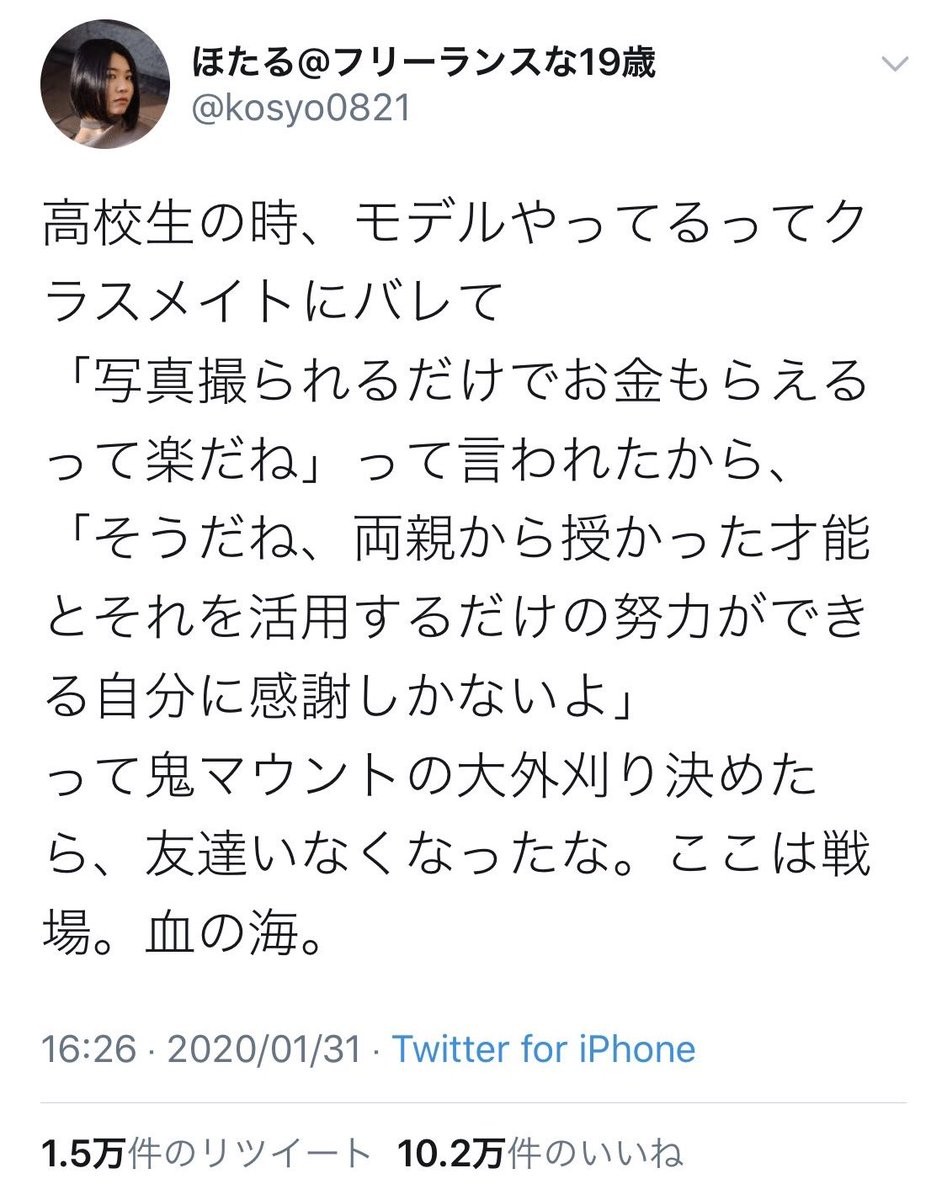 ほたる@フリーランスな19歳
@kosyo0821
高校生の時、モデルやってるってク
ラスメイトにバレて
「写真撮られるだけでお金もらえる
って楽だね」って言われたから、
「そうだね、両親から授かった才能
とそれを活用するだけの努力ができ
る自分に感謝しかないよ」
って鬼マウントの大外刈り決めた
ら、友達いなくなったな。ここは戦
場。血の海。
16:26 · 2020/01/31 · Twitter for iPhone
1.5万件のリツイート 10.2万件のいいね